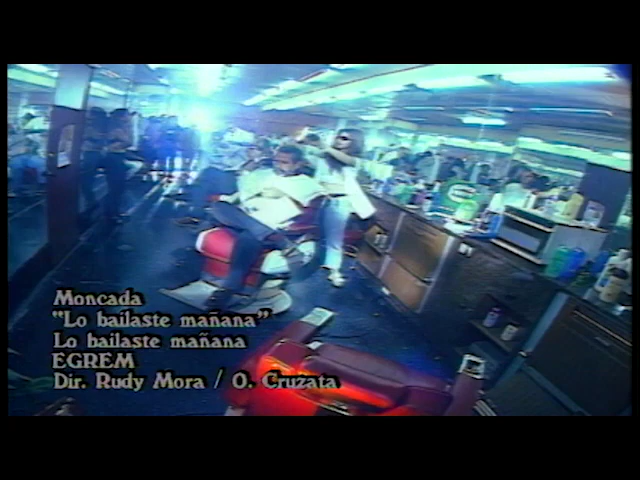 Moncada
"Lo bailaste mañana"
Lo bailaste mañana
EGREM
Dir. Rudy Mora / O. Cruzata